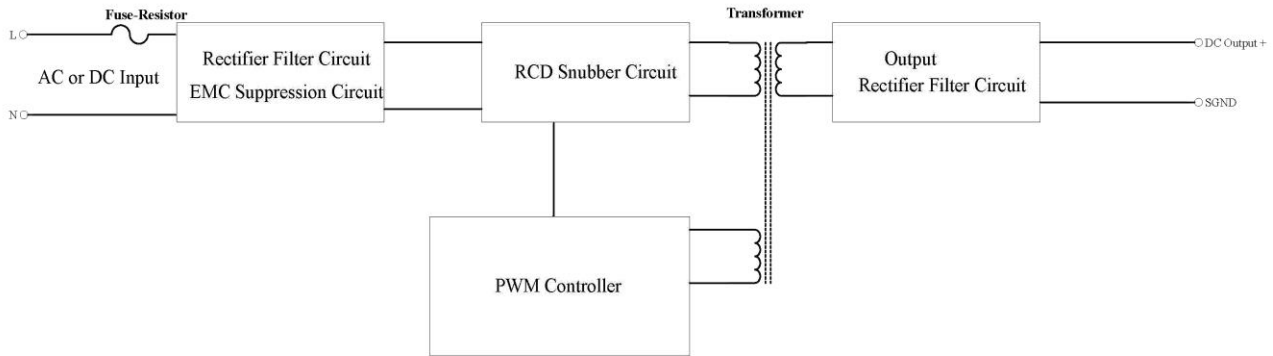 Fuse-Resistor
Transformer
L
AC or DC Input
N
Rectifier Filter Circuit
EMC Suppression Circuit
RCD Snubber Circuit
Output
Rectifier Filter Circuit
DC Output +
SGND
PWM Controller